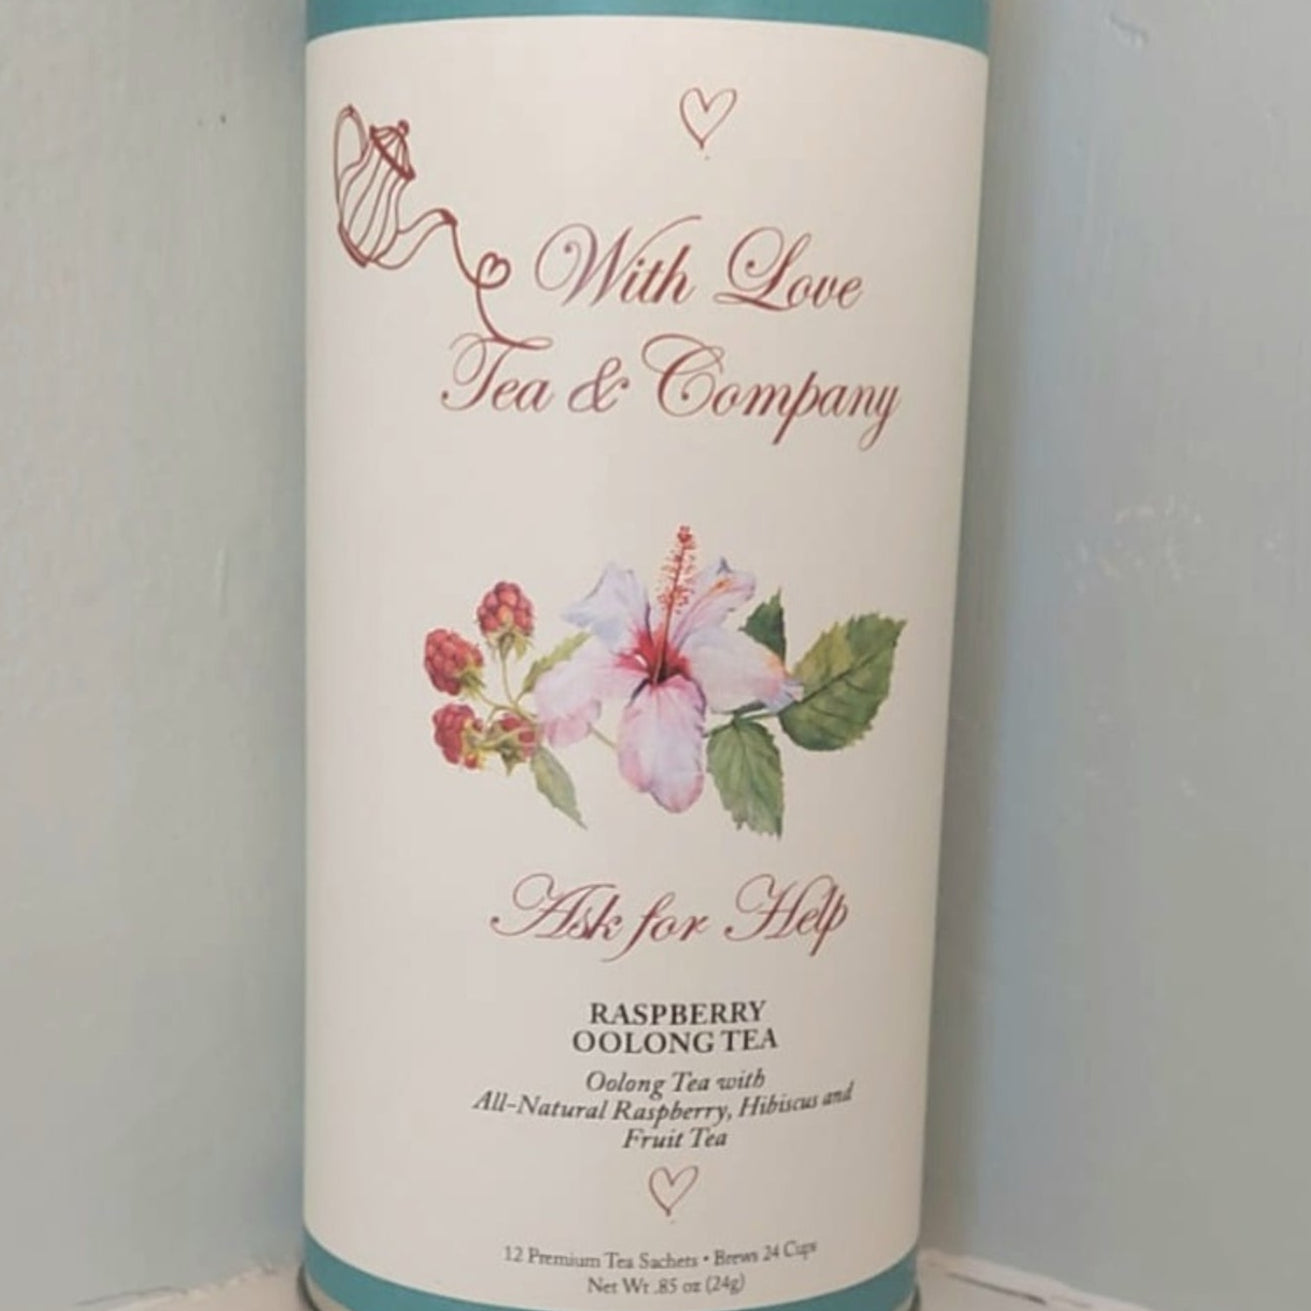 With Love
Tea & Company
Ask for Help
RASPBERRY
OOLONG TEA
Oolong Tea with
All-Natural Raspberry, Hibiscus and
Fruit Tea
12 Premium Tea Sachets • Brews 24 Cups
Net Wt .85 oz (24g)